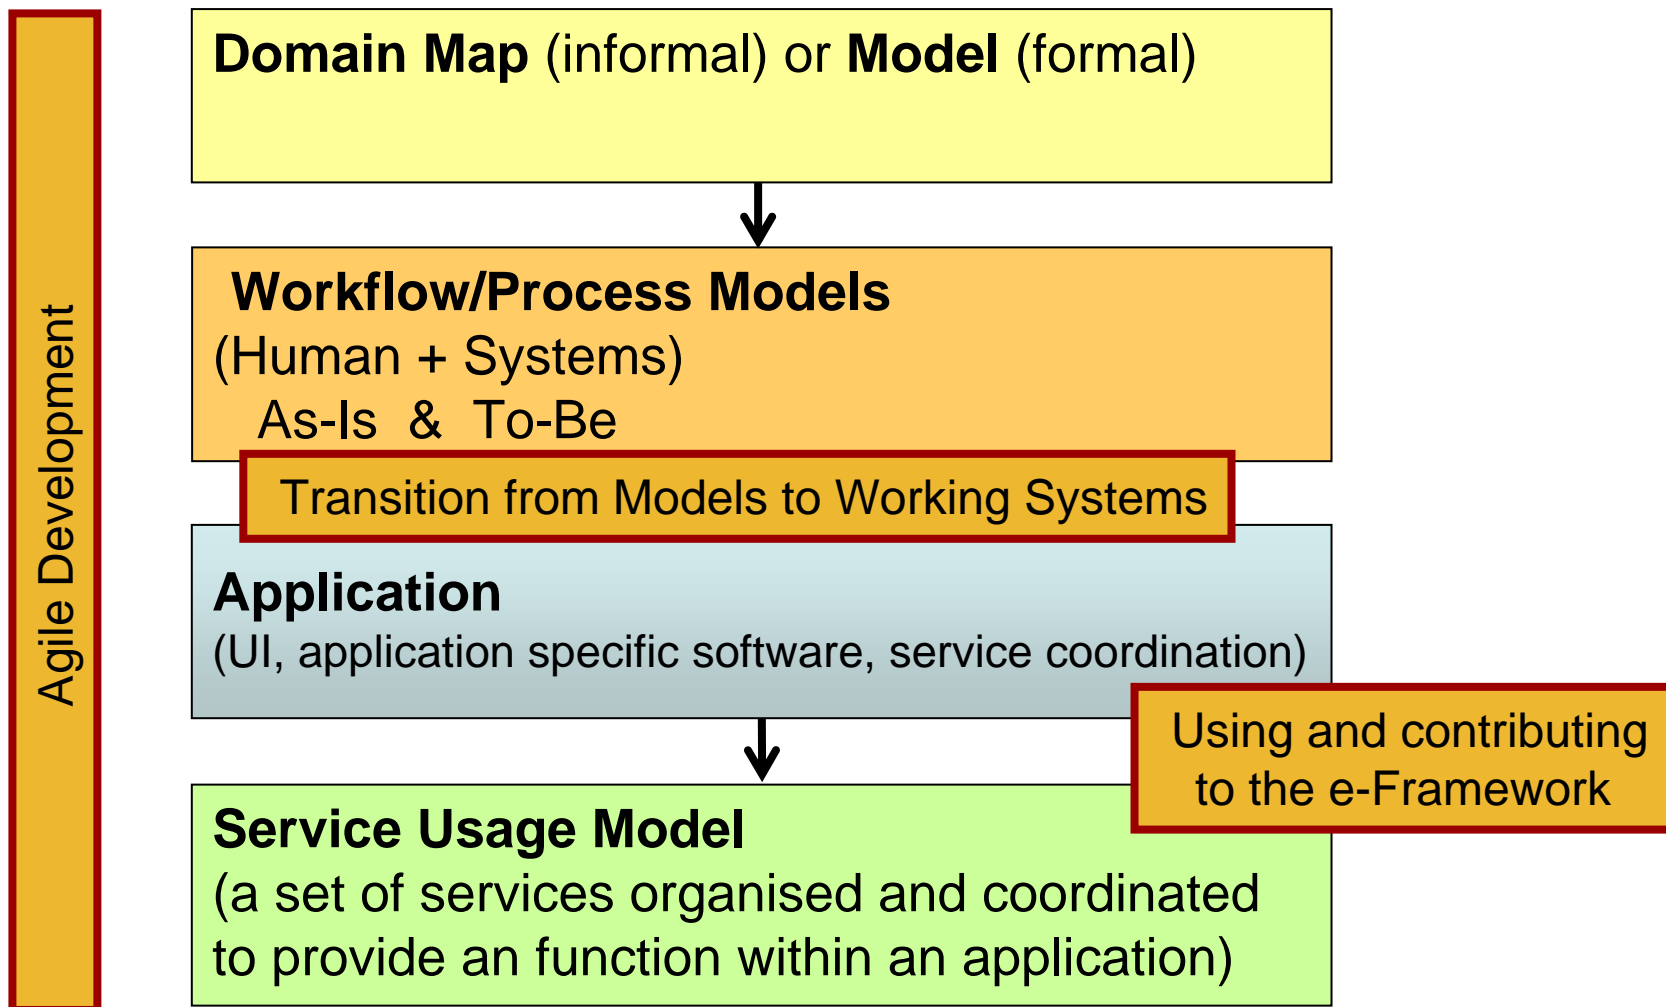 Agile Development
Domain Map (informal) or Model (formal)
Workflow/Process Models
(Human + Systems)
As-Is & To-Be
Transition from Models to Working Systems
Application
(UI, application specific software, service coordination)
Using and contributing
to the e-Framework
Service Usage Model
(a set of services organised and coordinated
to provide an function within an application)